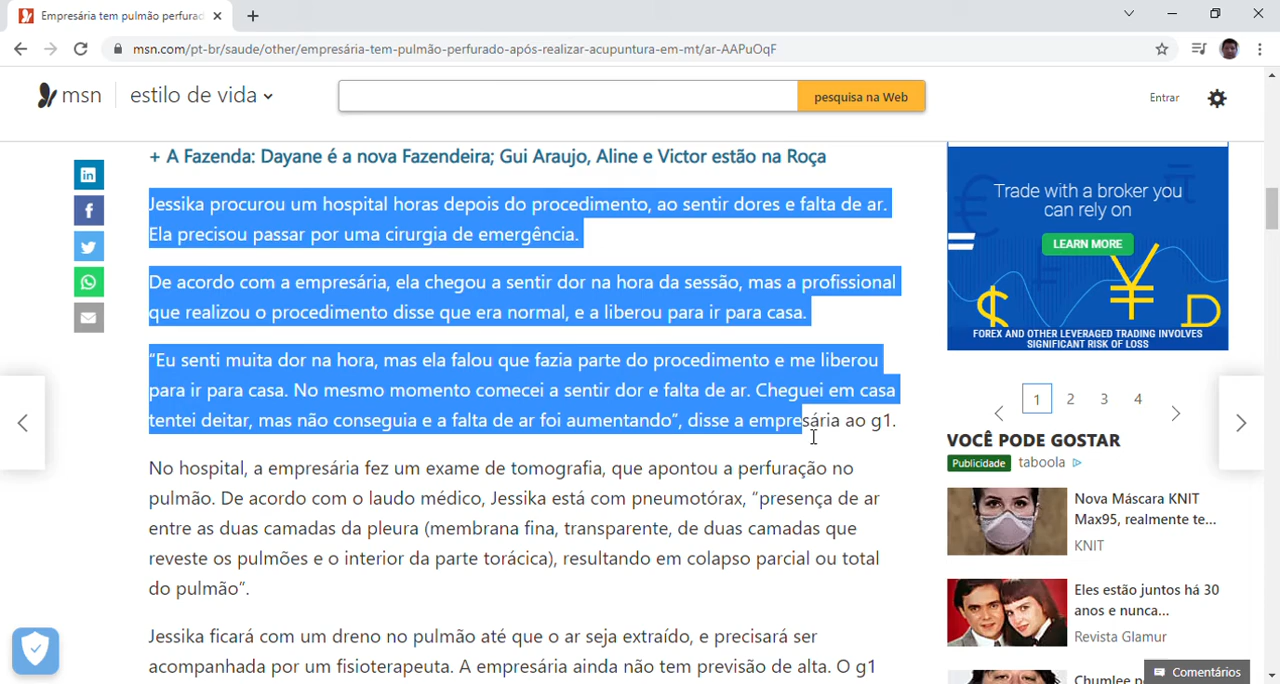 Empresária tem pulmão perfurad
msn.com/pt-br/saude/other/empresária-tem-pulmão-perfurado-após-realizar-acupuntura-em-mt/ar-AAPuOqF
msn
estilo de vida
pesquisa na Web
Entrar
+ A Fazenda: Dayane é a nova Fazendeira; Gui Araujo, Aline e Victor estão na Roça
Jessika procurou um hospital horas depois do procedimento, ao sentir dores e falta de ar.
Ela precisou passar por uma cirurgia de emergência.
De acordo com a empresária, ela chegou a sentir dor na hora da sessão, mas a profissional
que realizou o procedimento disse que era normal, e a liberou para ir para casa.
“Eu senti muita dor na hora, mas ela falou que fazia parte do procedimento e me liberou
para ir para casa. No mesmo momento comecei a sentir dor e falta de ar. Cheguei em casa
tentei deitar, mas não conseguia e a falta de ar foi aumentando”, disse a empresária ao g1.
No hospital, a empresária fez um exame de tomografia, que apontou a perfuração no
pulmão. De acordo com o laudo médico, Jessika está com pneumotórax, “presença de ar
entre as duas camadas da pleura (membrana fina, transparente, de duas camadas que
reveste os pulmões e o interior da parte torácica), resultando em colapso parcial ou total
do pulmão”.
Jessika ficará com um dreno no pulmão até que o ar seja extraído, e precisará ser
acompanhada por um fisioterapeuta. A empresária ainda não tem previsão de alta. O g1
Trade with a broker you
can rely on
LEARN MORE
FOREX AND OTHER LEVERAGED TRADING INVOLVES
SIGNIFICANT RISK OF LOSS
1 2 3 4
VOCÊ PODE GOSTAR
Publicidade taboola
Nova Máscara KNIT
Max95, realmente te...
KNIT
Eles estão juntos há 30
anos e nunca...
Revista Glamur
Chumlee po
Comentários